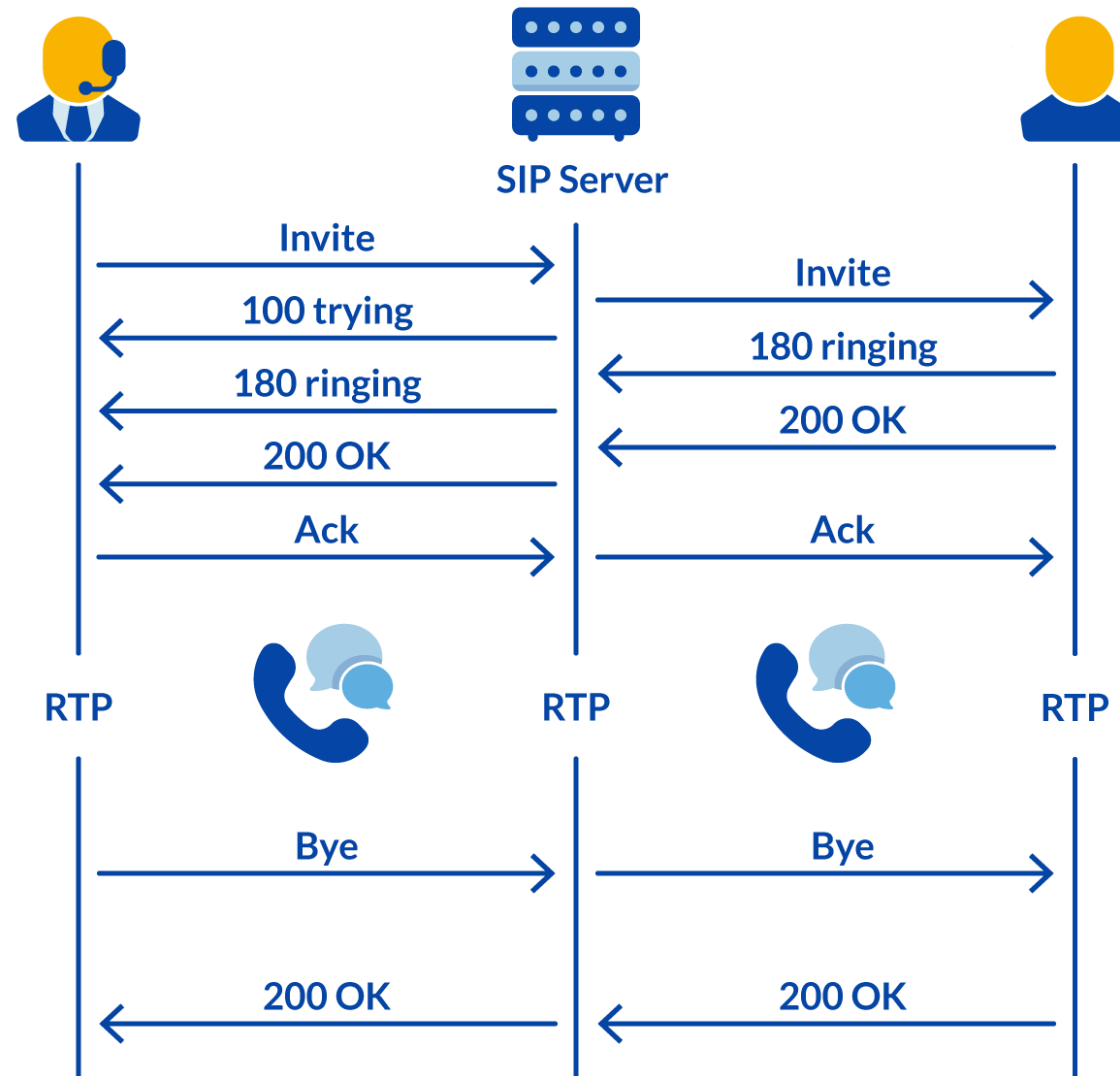 SIP Server
Invite
Invite
100 trying
180 ringing
180 ringing
200 OK
200 OK
Ack
Ack
RTP
RTP
RTP
Bye
Bye
200 OK
200 OK